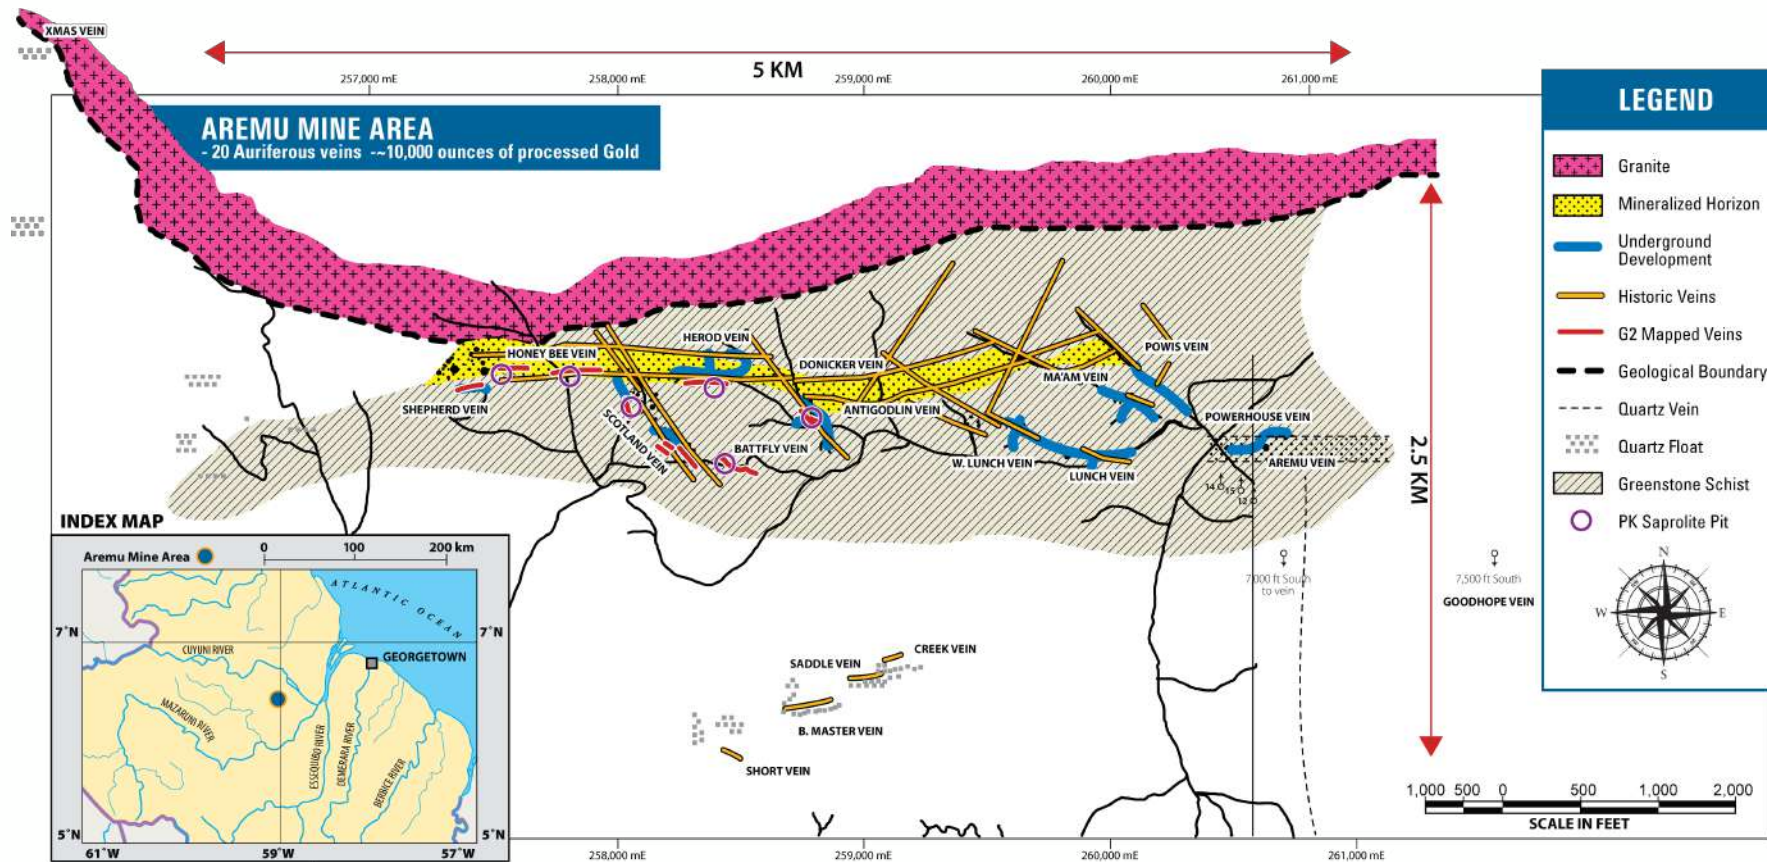 XMAS VEIN
5 KM
257,000 mE
258,000 mE
259,000 mE
260,000 mE
261,000 mE
AREMU MINE AREA
- 20 Auriferous veins -~10,000 ounces of processed Gold
HEROD VEIN
HONEY BEE VEIN
DONICKER VEIN
POWIS VEIN
MA'AM VEIN
SHEPHERD VEIN
SCOTLAND VEIN
ANTIGODLIN VEIN
POWERHOUSE VEIN
BATTFLY VEIN
W. LUNCH VEIN
LUNCH VEIN
AREMU VEIN
14
15
12
2.5 KM
7,000 ft South
to vein
7,500 ft South
GOODHOPE VEIN
CREEK VEIN
SADDLE VEIN
B. MASTER VEIN
SHORT VEIN
258,000 mE
259,000 mE
260,000 mE
261,000 mE
LEGEND
Granite
Mineralized Horizon
Underground
Development
Historic Veins
G2 Mapped Veins
Geological Boundary
Quartz Vein
Quartz Float
Greenstone Schist
PK Saprolite Pit
N
W
E
S
1,000 500 0 500 1,000 2,000
SCALE IN FEET
INDEX MAP
Aremu Mine Area
0 100 200 km
ATLANTIC OCEAN
7°N
7°N
CUYUNI RIVER
GEORGETOWN
MAZARUNI RIVER
ESSEQUIBO RIVER
DEMERARA RIVER
BERBICE RIVER
5°N
5°N
61°W
59°W
57°W